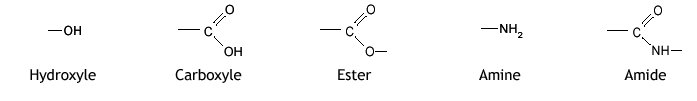 —OH
O
C
OH
O
C
O—
—NH₂
O
C
NH—
Hydroxyle Carboxyle Ester Amine Amide